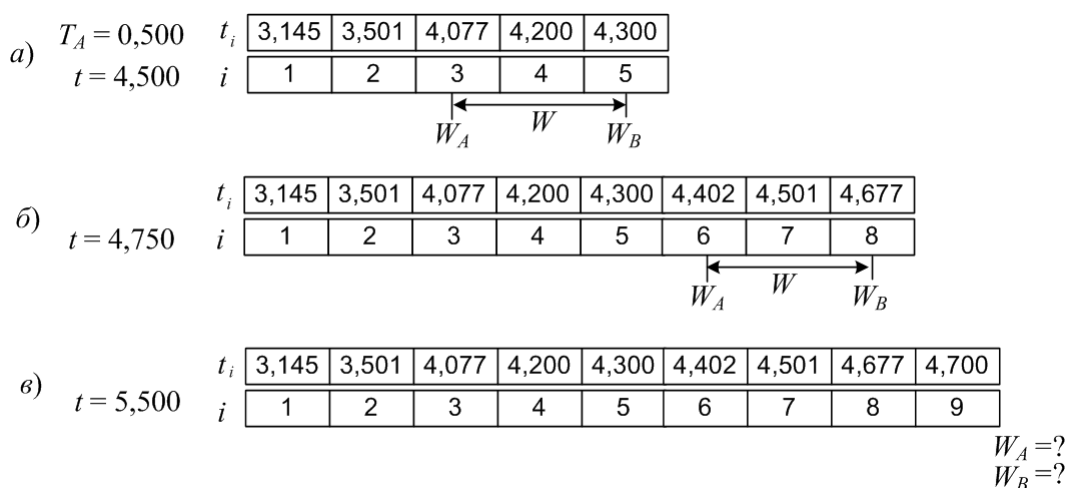 а) T_A = 0,500 t_i 3,145 3,501 4,077 4,200 4,300
t = 4,500 i 1 2 3 4 5
W_A W W_B
б) t_i 3,145 3,501 4,077 4,200 4,300 4,402 4,501 4,677
t = 4,750 i 1 2 3 4 5 6 7 8
W_A W W_B
в) t_i 3,145 3,501 4,077 4,200 4,300 4,402 4,501 4,677 4,700
t = 5,500 i 1 2 3 4 5 6 7 8 9
W_A =?
W_B =?